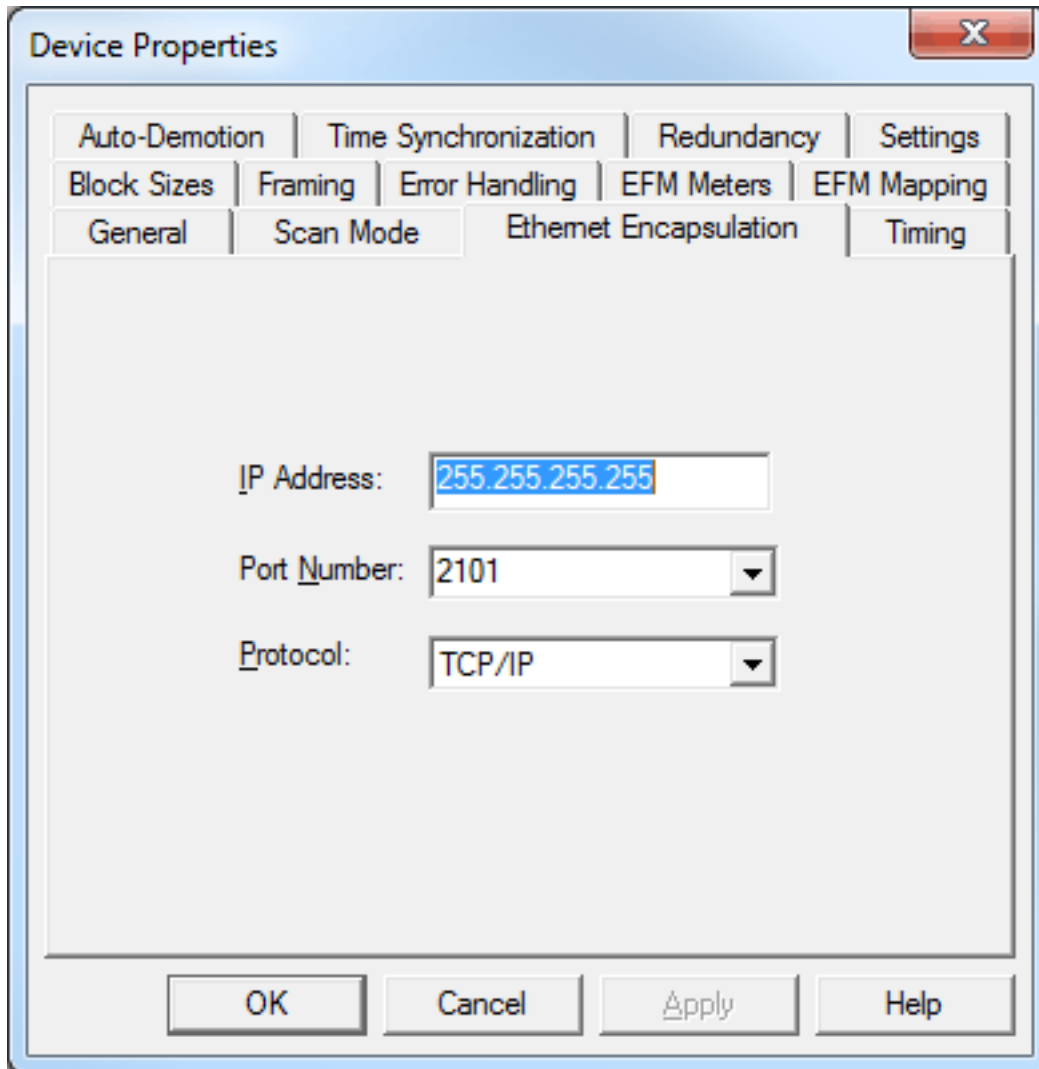 Device Properties
Auto-Demotion Time Synchronization Redundancy Settings
Block Sizes Framing Error Handling EFM Meters EFM Mapping
General Scan Mode Ethernet Encapsulation Timing
IP Address: 255.255.255.255
Port Number: 2101
Protocol: TCP/IP
OK Cancel Apply Help